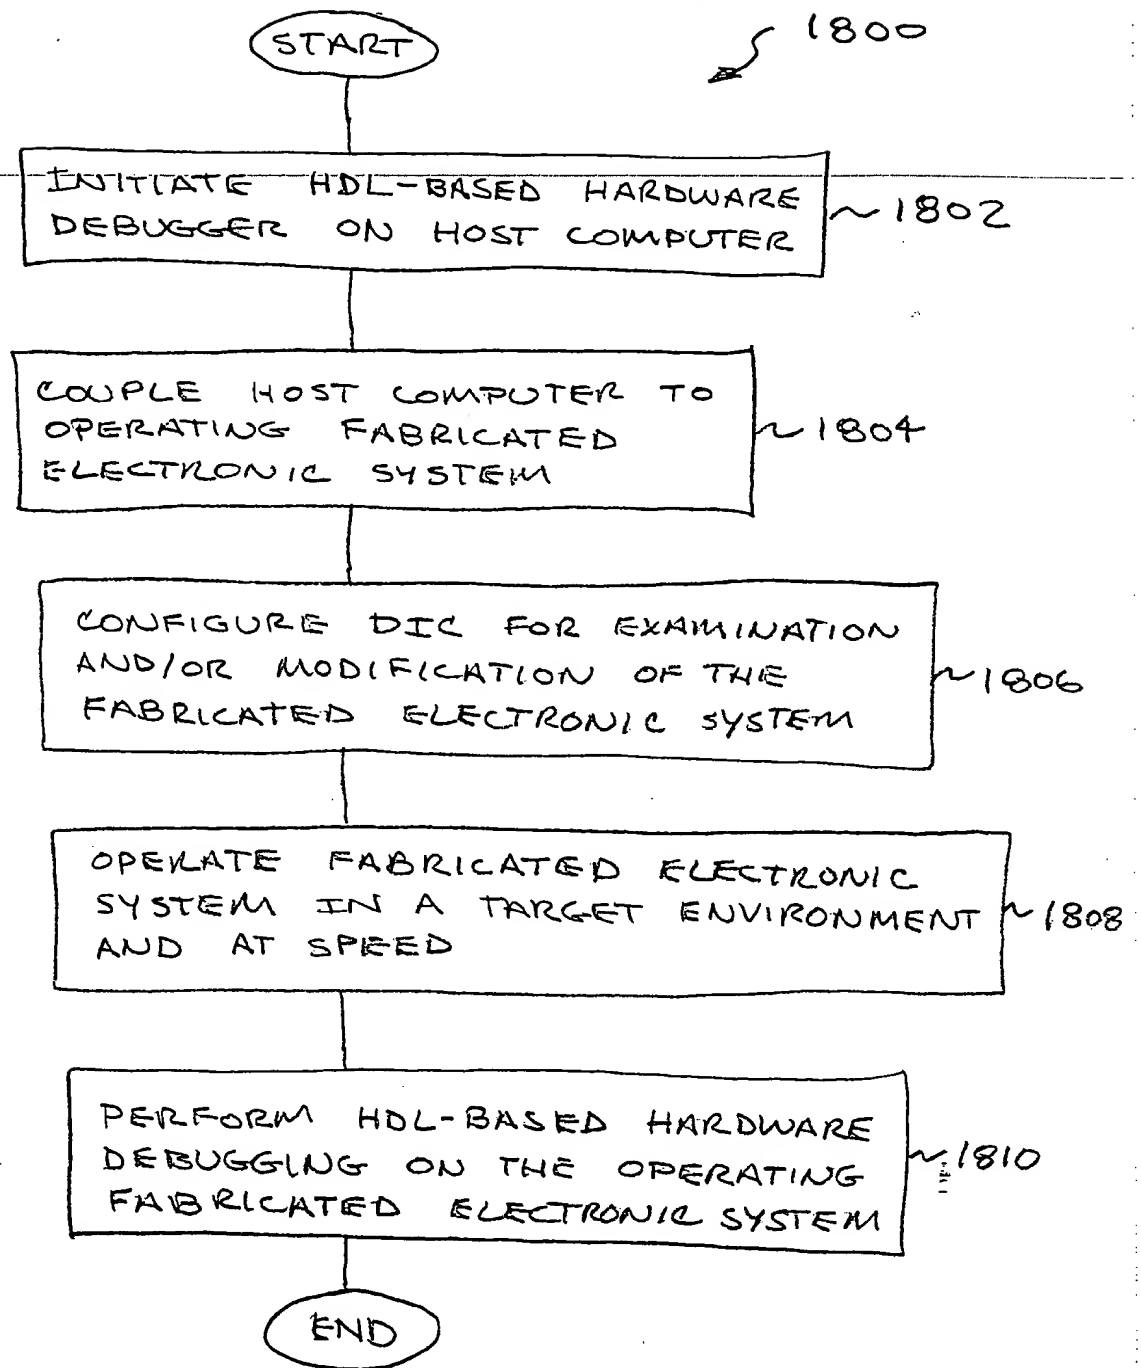 START
1800
INITIATE HDL-BASED HARDWARE
DEBUGGER ON HOST COMPUTER
~1802
COUPLE HOST COMPUTER TO
OPERATING FABRICATED
ELECTRONIC SYSTEM
~1804
CONFIGURE DIC FOR EXAMINATION
AND/OR MODIFICATION OF THE
FABRICATED ELECTRONIC SYSTEM
~1806
OPERATE FABRICATED ELECTRONIC
SYSTEM IN A TARGET ENVIRONMENT
AND AT SPEED
~1808
PERFORM HDL-BASED HARDWARE
DEBUGGING ON THE OPERATING
FABRICATED ELECTRONIC SYSTEM
~1810
END